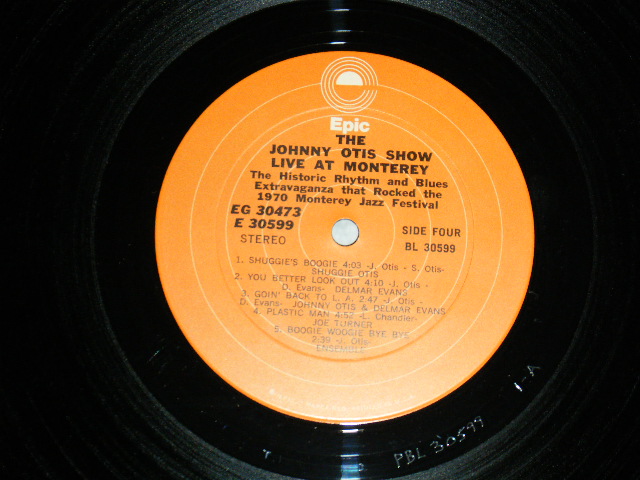 Epic
THE
JOHNNY OTIS SHOW
LIVE AT MONTEREY
The Historic Rhythm and Blues
Extravaganza that Rocked the
1970 Monterey Jazz Festival
EG 30473
E 30599
STEREO
SIDE FOUR
BL 30599
1. SHUGGIE'S BOOGIE 4:03 -J. Otis - S. Otis-
SHUGGIE OTIS
2. YOU BETTER LOOK OUT 4:10 -J. Otis -
D. Evans- DELMAR EVANS
3. GOIN' BACK TO L. A. 2:47 -J. Otis -
D. Evans- JOHNNY OTIS & DELMAR EVANS
4. PLASTIC MAN 4:52 -L. Chandler-
JOE TURNER
5. BOOGIE WOOGIE BYE BYE
2:39 -J. Otis-
ENSEMBLE
PBL 30599 1-A